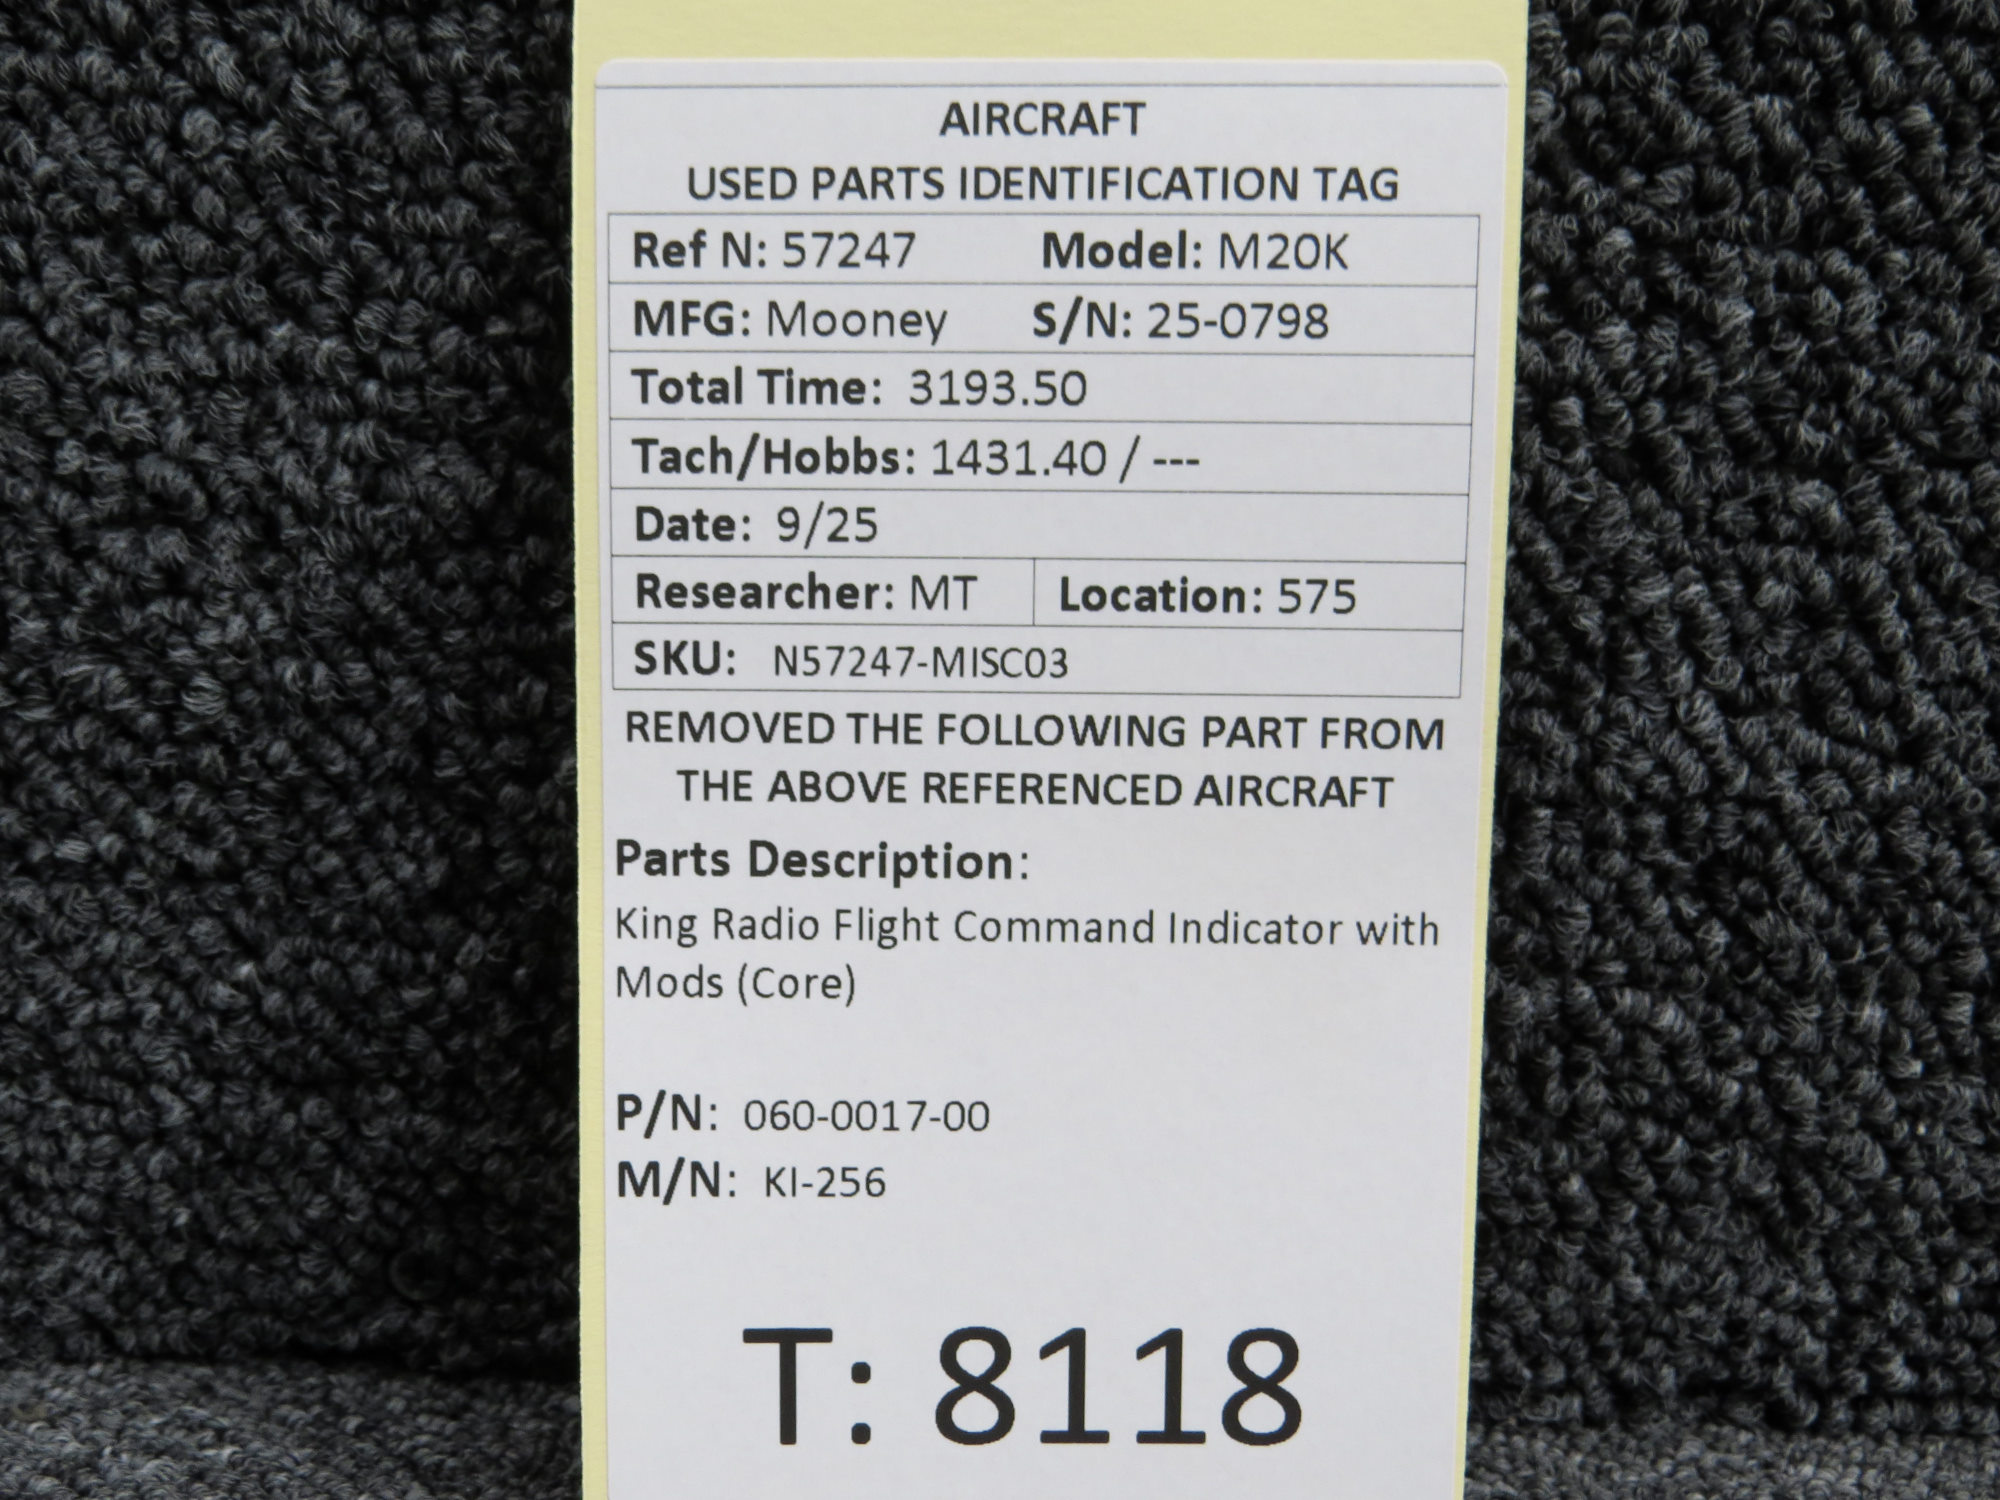 AIRCRAFT
USED PARTS IDENTIFICATION TAG
Ref N: 57247 Model: M20K
MFG: Mooney S/N: 25-0798
Total Time: 3193.50
Tach/Hobbs: 1431.40 / ---
Date: 9/25
Researcher: MT Location: 575
SKU: N57247-MISC03
REMOVED THE FOLLOWING PART FROM
THE ABOVE REFERENCED AIRCRAFT
Parts Description:
King Radio Flight Command Indicator with
Mods (Core)
P/N: 060-0017-00
M/N: KI-256
T: 8118